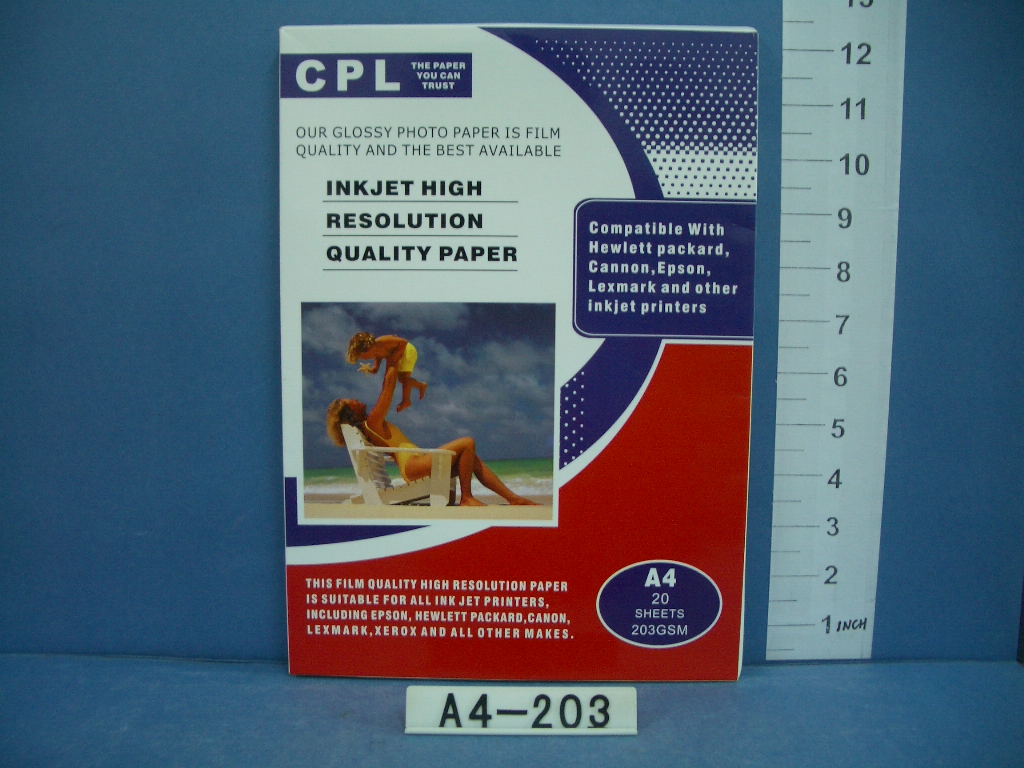 CPL
THE PAPER
YOU CAN
TRUST
OUR GLOSSY PHOTO PAPER IS FILM
QUALITY AND THE BEST AVAILABLE
INKJET HIGH
RESOLUTION
QUALITY PAPER
Compatible With
Hewlett packard,
Cannon,Epson,
Lexmark and other
inkjet printers
THIS FILM QUALITY HIGH RESOLUTION PAPER
IS SUITABLE FOR ALL INK JET PRINTERS,
INCLUDING EPSON, HEWLETT PACKARD,CANON,
LEXMARK,XEROX AND ALL OTHER MAKES.
A4
20
SHEETS
203GSM
13
12
11
10
9
8
7
6
5
4
3
2
1 INCH
A4-203